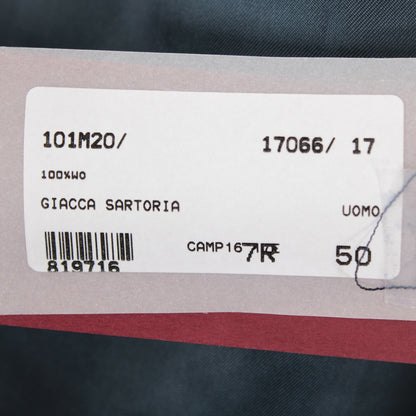 101M20/ 17066/ 17
100%WO
GIACCA SARTORIA UOMO
CAMP16 7R 50
819716